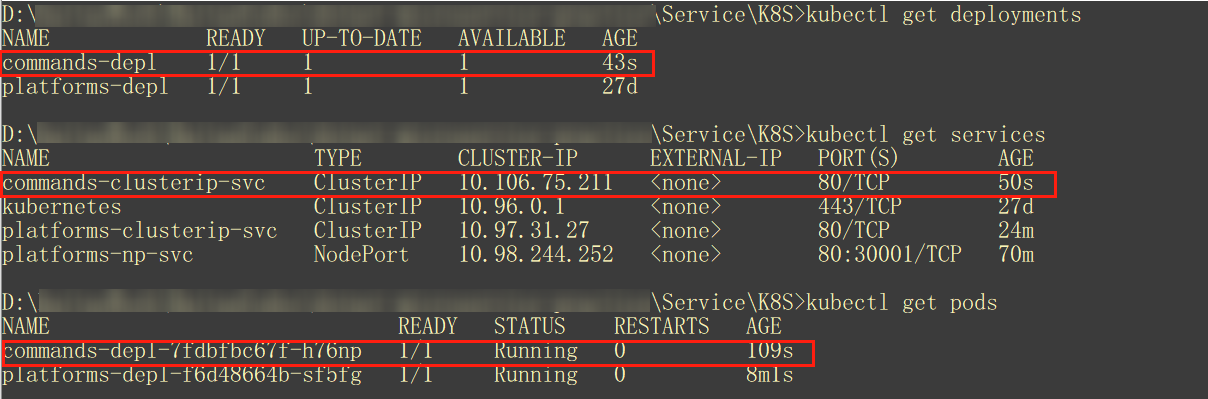 D:\ \Service\K8S>kubectl get deployments
NAME READY UP-TO-DATE AVAILABLE AGE
commands-depl 1/1 1 1 43s
platforms-depl 1/1 1 1 27d
D:\ \Service\K8S>kubectl get services
NAME TYPE CLUSTER-IP EXTERNAL-IP PORT(S) AGE
commands-clusterip-svc ClusterIP 10.106.75.211 <none> 80/TCP 50s
kubernetes ClusterIP 10.96.0.1 <none> 443/TCP 27d
platforms-clusterip-svc ClusterIP 10.97.31.27 <none> 80/TCP 24m
platforms-np-svc NodePort 10.98.244.252 <none> 80:30001/TCP 70m
D:\ \Service\K8S>kubectl get pods
NAME READY STATUS RESTARTS AGE
commands-depl-7fdbfbc67f-h76np 1/1 Running 0 109s
platforms-depl-f6d48664b-sf5fg 1/1 Running 0 8m1s